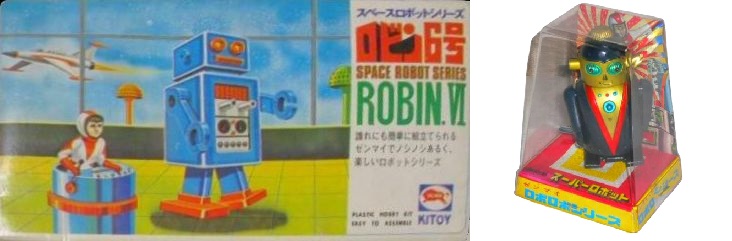 スペースロボットシリーズ
ロビン6号
SPACE ROBOT SERIES
ROBIN.VI
誰れにも簡単に組立てられる
ゼンマイでノシノシあるく、
楽しいロボットシリーズ
PLASTIC HOBBY KIT
EASY TO ASSEMBLE
KITOY
スーパーロボット
ゼンマイ
ロボロボシリーズ